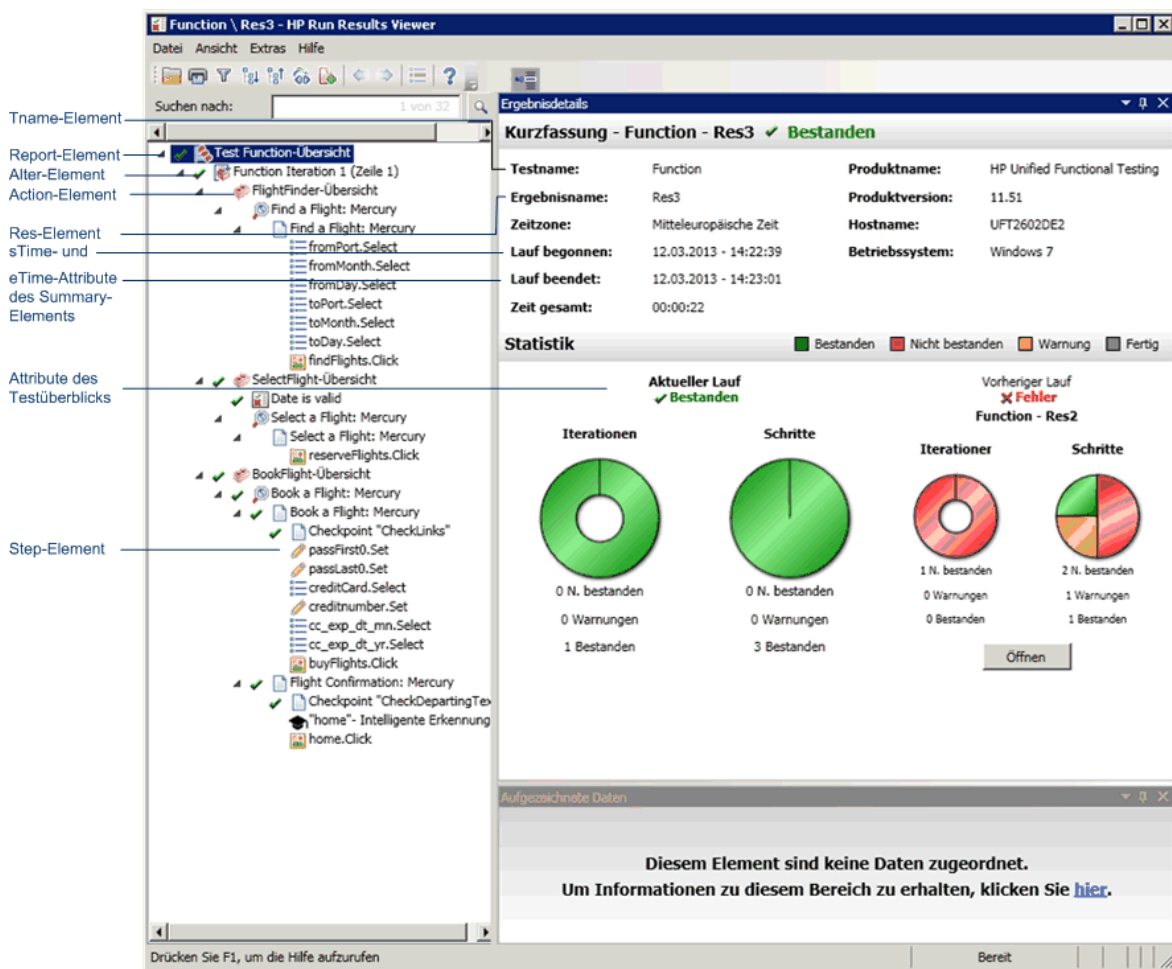 Function \ Res3 - HP Run Results Viewer
Datei Ansicht Extras Hilfe
Suchen nach: 1 von 32
Tname-Element
Report-Element
Alter-Element
Action-Element
Res-Element
sTime- und
eTime-Attribute
des Summary-
Elements
Attribute des
Testüberblicks
Step-Element
Test Function-Übersicht
Function Iteration 1 (Zeile 1)
FlightFinder-Übersicht
Find a Flight: Mercury
Find a Flight: Mercury
fromPort.Select
fromMonth.Select
fromDay.Select
toPort.Select
toMonth.Select
toDay.Select
findFlights.Click
SelectFlight-Übersicht
Date is valid
Select a Flight: Mercury
Select a Flight: Mercury
reserveFlights.Click
BookFlight-Übersicht
Book a Flight: Mercury
Book a Flight: Mercury
Checkpoint "CheckLinks"
passFirst0.Set
passLast0.Set
creditCard.Select
creditnumber.Set
cc_exp_dt_mn.Select
cc_exp_dt_yr.Select
buyFlights.Click
Flight Confirmation: Mercury
Checkpoint "CheckDepartingTex
"home"- Intelligente Erkennung
home.Click
Ergebnisdetails
Kurzfassung - Function - Res3 Bestanden
Testname: Function Produktname: HP Unified Functional Testing
Ergebnisname: Res3 Produktversion: 11.51
Zeitzone: Mitteleuropäische Zeit Hostname: UFT2602DE2
Lauf begonnen: 12.03.2013 - 14:22:39 Betriebssystem: Windows 7
Lauf beendet: 12.03.2013 - 14:23:01
Zeit gesamt: 00:00:22
Statistik Bestanden Nicht bestanden Warnung Fertig
Aktueller Lauf
Bestanden
Iterationen Schritte
0 N. bestanden 0 N. bestanden
0 Warnungen 0 Warnungen
1 Bestanden 3 Bestanden
Vorheriger Lauf
Fehler
Function - Res2
Iterationer Schritte
1 N. bestanden 2 N. bestanden
0 Warnungen 1 Warnungen
0 Bestanden 1 Bestanden
Öffnen
Aufgezeichnete Daten
Diesem Element sind keine Daten zugeordnet.
Um Informationen zu diesem Bereich zu erhalten, klicken Sie hier.
Drücken Sie F1, um die Hilfe aufzurufen Bereit